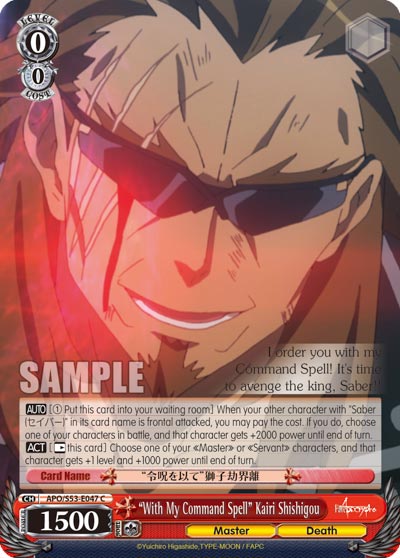 LEVEL
0
0
COST
I order you with my
Command Spell! It's time
to avenge the king, Saber!!
SAMPLE
AUTO [① Put this card into your waiting room] When your other character with "Saber
(セイバー)" in its card name is frontal attacked, you may pay the cost. If you do, choose
one of your characters in battle, and that character gets +2000 power until end of turn.
ACT [this card] Choose one of your «Master» or «Servant» characters, and that
character gets +1 level and +1000 power until end of turn.
Card Name
"令呪を以て"獅子劫界離
CH APO/S53-E047 C
"With My Command Spell" Kairi Shishigou
Fate Apocrypha
POWER
1500
Master
Death
©Yuichiro Higashide,TYPE-MOON / FAPC